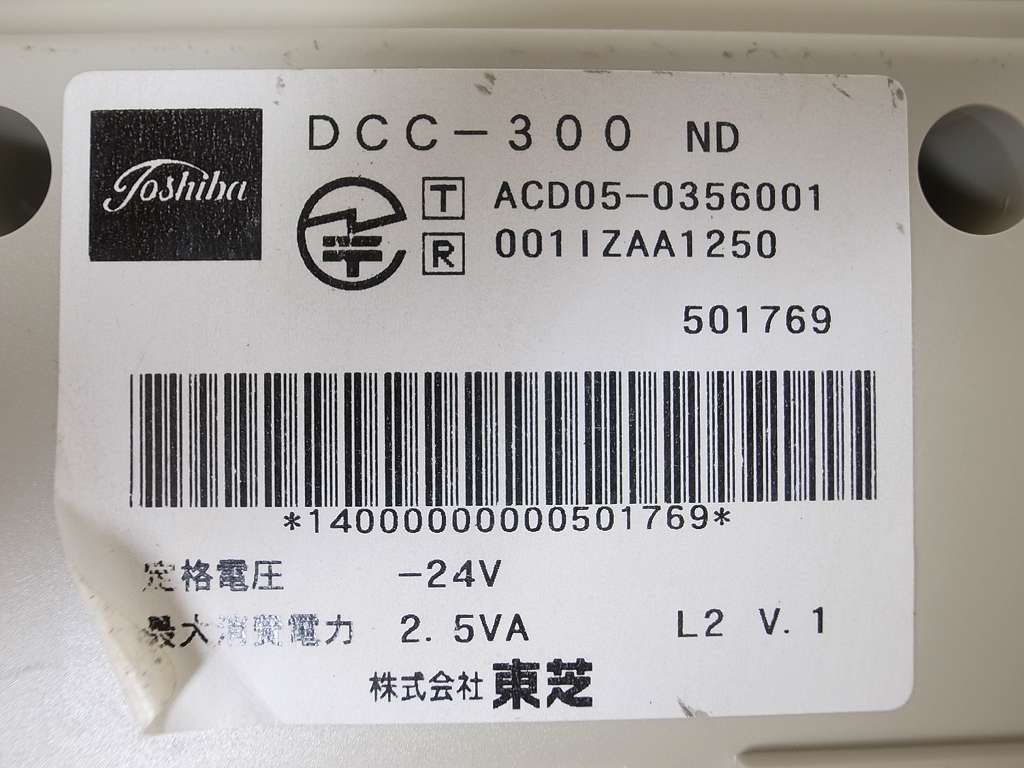 Toshiba
DCC-300 ND
T ACD05-0356001
R 001IZAA1250
501769
*1400000000000501769*
定格電圧 -24V
最大消費電力 2.5VA L2 V.1
株式会社 東芝